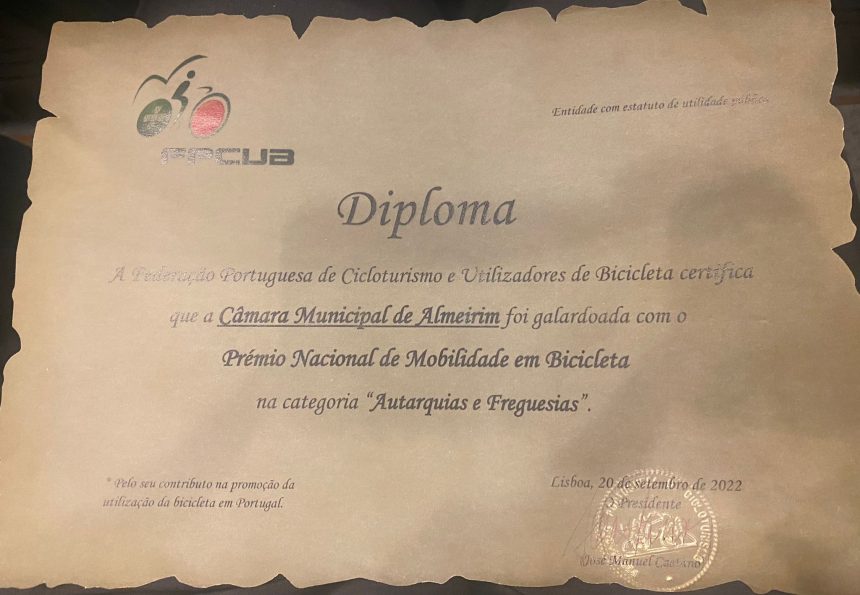 FPCUB
Entidade com estatuto de utilidade pública
Diploma
A Federação Portuguesa de Cicloturismo e Utilizadores de Bicicleta certifica
que a Câmara Municipal de Almeirim foi galardoada com o
Prémio Nacional de Mobilidade em Bicicleta
na categoria “Autarquias e Freguesias”.
* Pelo seu contributo na promoção da
utilização da bicicleta em Portugal.
Lisboa, 20 de setembro de 2022
O Presidente
CICLOTURISMO
(José Manuel Caetano)